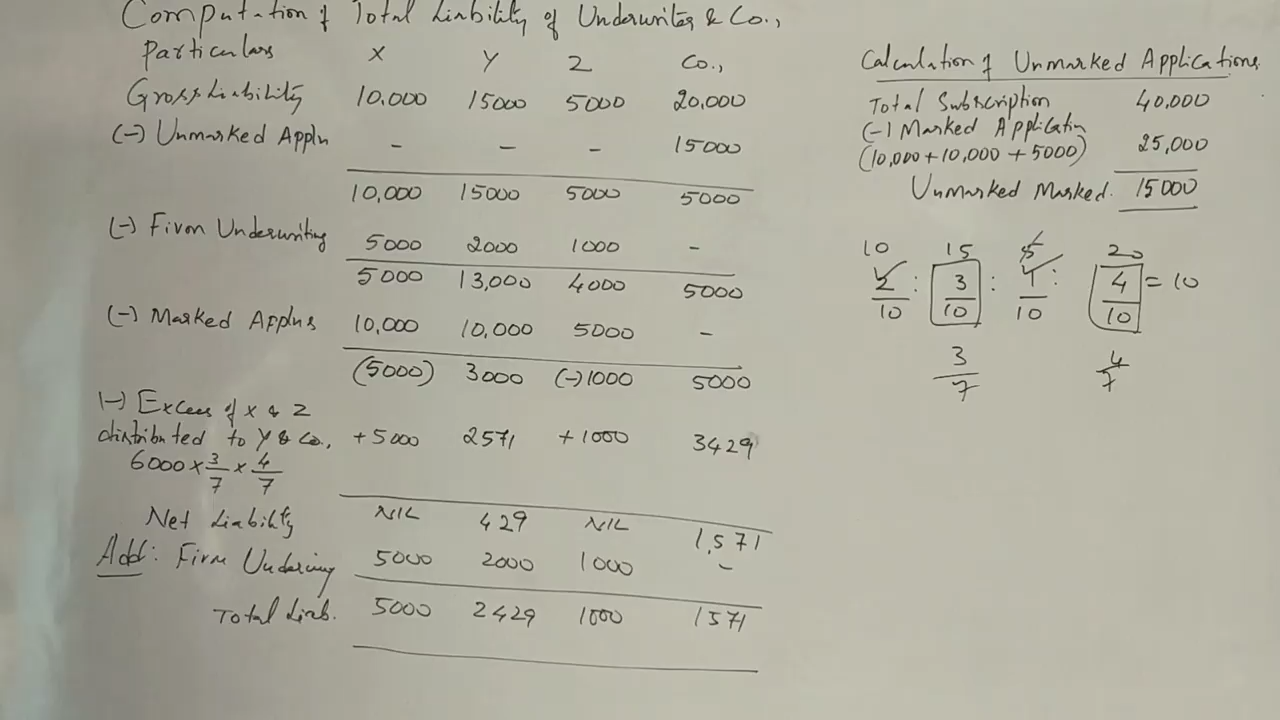 Computation of Total Liability of Underwriter & Co.,
Particulars X Y Z Co.,
Gross Liability 10,000 15000 5000 20,000
(-) Unmarked Appln - - - 15000
10,000 15000 5000 5000
(-) Firm Underwriting 5000 2000 1000 -
5000 13,000 4000 5000
(-) Marked Applns 10,000 10,000 5000 -
(5000) 3000 (-)1000 5000
(-) Excess of X & Z
distributed to Y & Co., +5000 2571 +1000 3429
6000 × 3/7 × 4/7
Net Liability NIL 429 NIL 1,571
Add: Firm Undering 5000 2000 1000 -
Total Liab. 5000 2429 1000 1571
Calculation of Unmarked Applications
Total Subscription 40,000
(-) Marked Applicatin
(10,000+10,000+5000) 25,000
Unmarked Marked. 15000
10 15 5 20
2/10 : 3/10 : 1/10 : 4/10 = 10
3/7 4/7